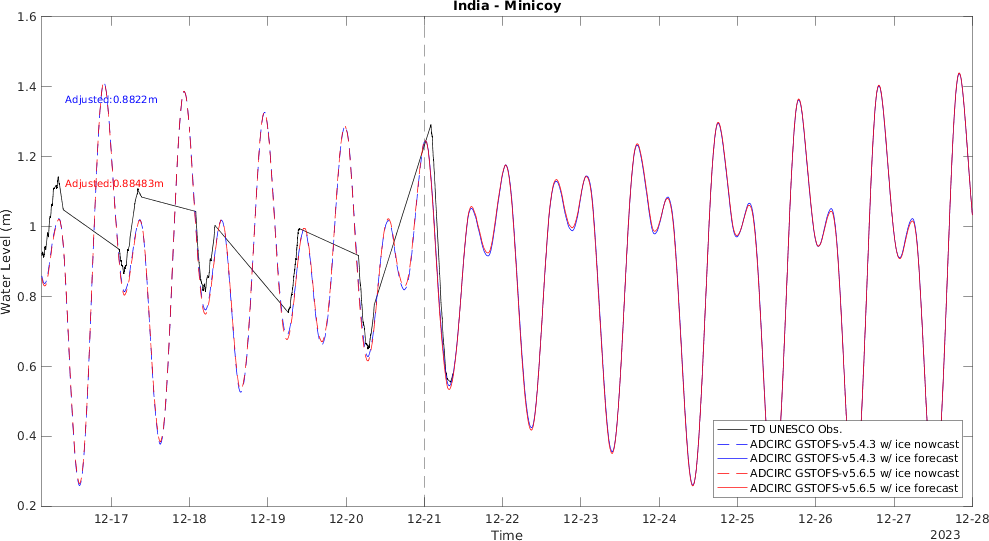 India - Minicoy
Water Level (m)
1.6
1.4
1.2
1
0.8
0.6
0.4
0.2
Adjusted:0.8822m
Adjusted:0.88483m
TD UNESCO Obs.
ADCIRC GSTOFS-v5.4.3 w/ ice nowcast
ADCIRC GSTOFS-v5.4.3 w/ ice forecast
ADCIRC GSTOFS-v5.6.5 w/ ice nowcast
ADCIRC GSTOFS-v5.6.5 w/ ice forecast
12-17 12-18 12-19 12-20 12-21 12-22 12-23 12-24 12-25 12-26 12-27 12-28
Time
2023